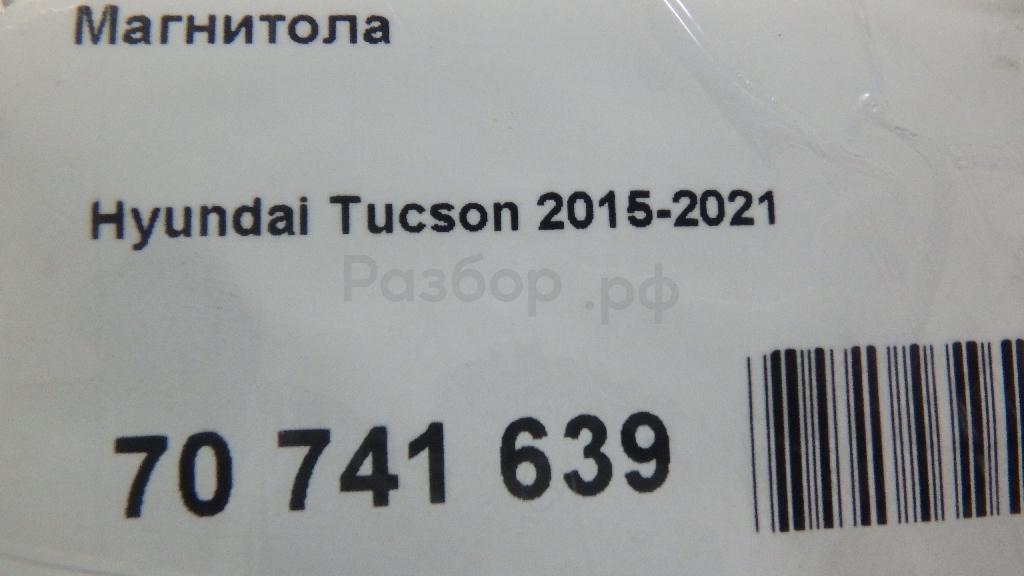 Магнитола
Hyundai Tucson 2015-2021
Разбор .рф
70 741 639